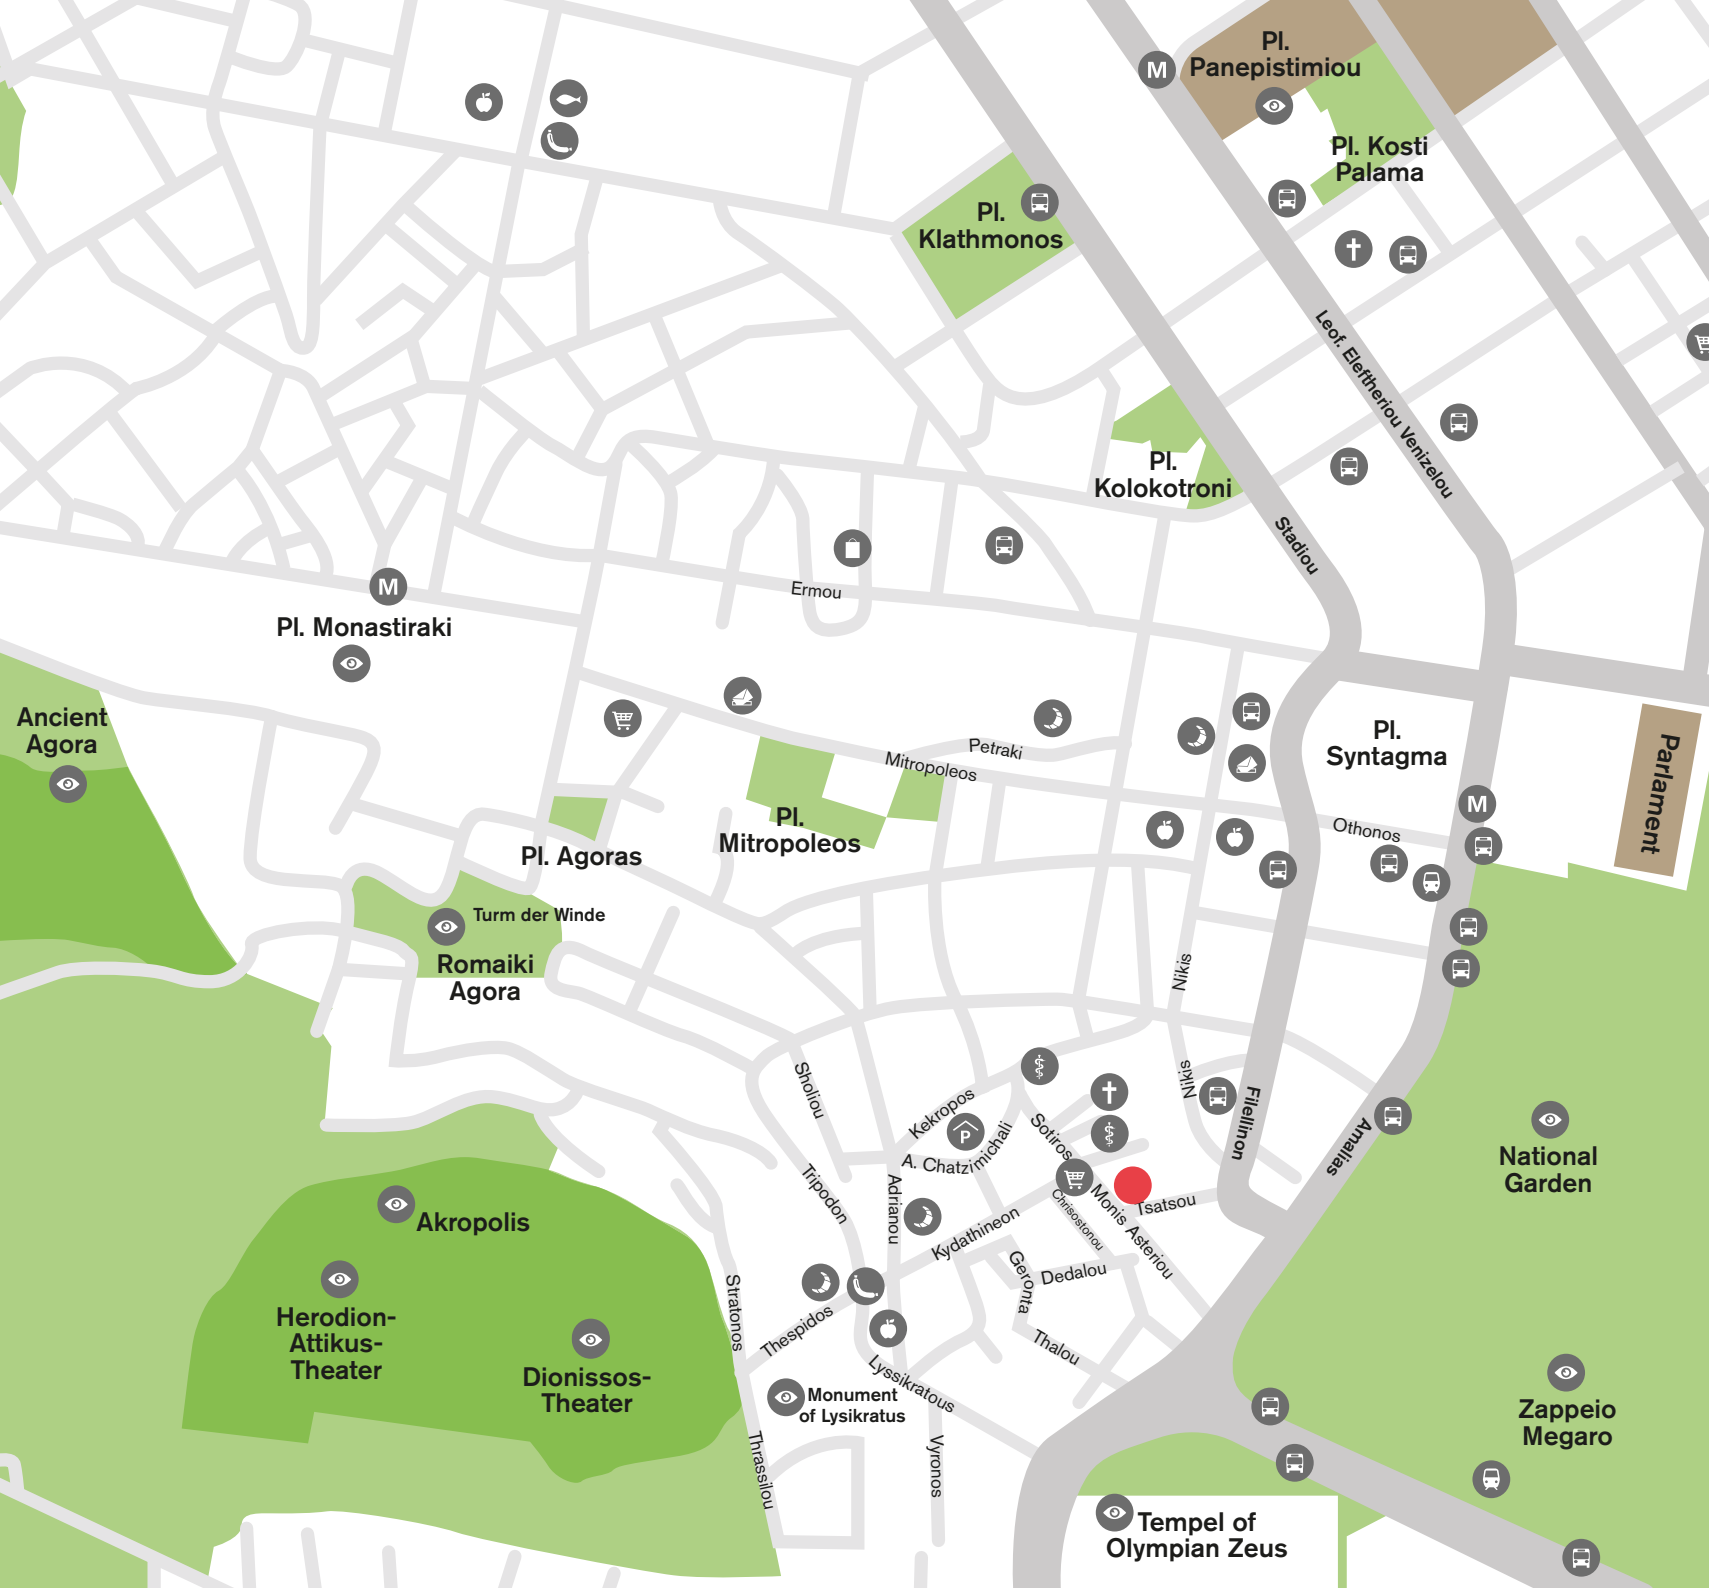 Pl.
Panepistimiou
M
Pl. Kosti
Palama
Pl.
Klathmonos
Leof. Eleftheriou Venizelou
Pl.
Kolokotroni
Stadiou
Ermou
M
Pl. Monastiraki
Ancient
Agora
Petraki
Mitropoleos
Pl.
Syntagma
Parlament
M
Othonos
Pl.
Mitropoleos
Pl. Agoras
Turm der Winde
Romaiki
Agora
Nikis
Nikis
Sholiou
Kekropos
P
A. Chatzimichali
Sotiros
Filellinon
Amalias
National
Garden
Tripodon
Adrianou
Monis Asteriou
Tsatsou
Chrisostonou
Kydathineon
Akropolis
Geronta
Dedalou
Herodion-
Attikus-
Theater
Stratonos
Thespidos
Thalou
Dionissos-
Theater
Lyssikratous
Monument
of Lysikratus
Zappeio
Megaro
Thrassilou
Vyronos
Tempel of
Olympian Zeus